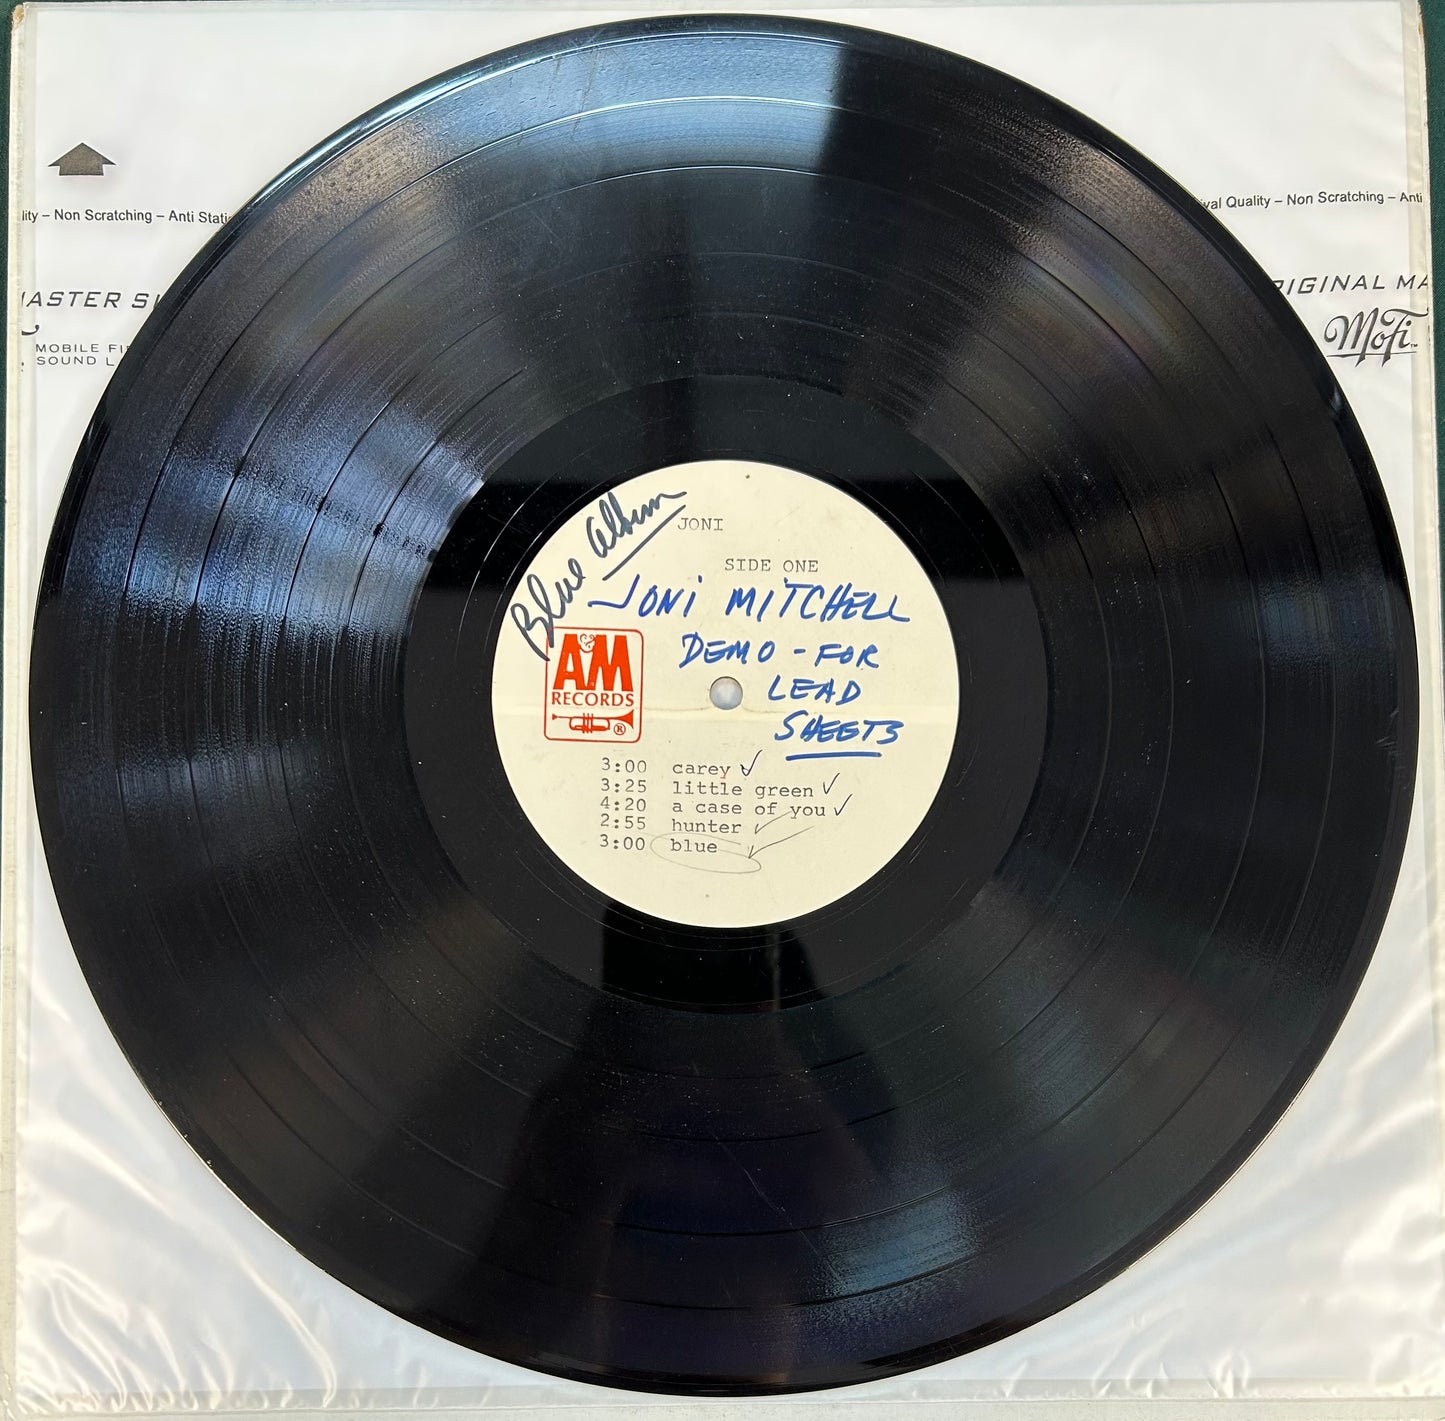 lity – Non Scratching – Anti Stati
ival Quality – Non Scratching – Anti
MASTER S
RIGINAL MA
MOBILE FI
SOUND L
MoFi
Blue Album
JONI
SIDE ONE
JONI MITCHELL
DEMO - FOR
LEAD
SHEETS
A&M
RECORDS
®
3:00 carey ✓
3:25 little green ✓
4:20 a case of you ✓
2:55 hunter ✓
3:00 blue